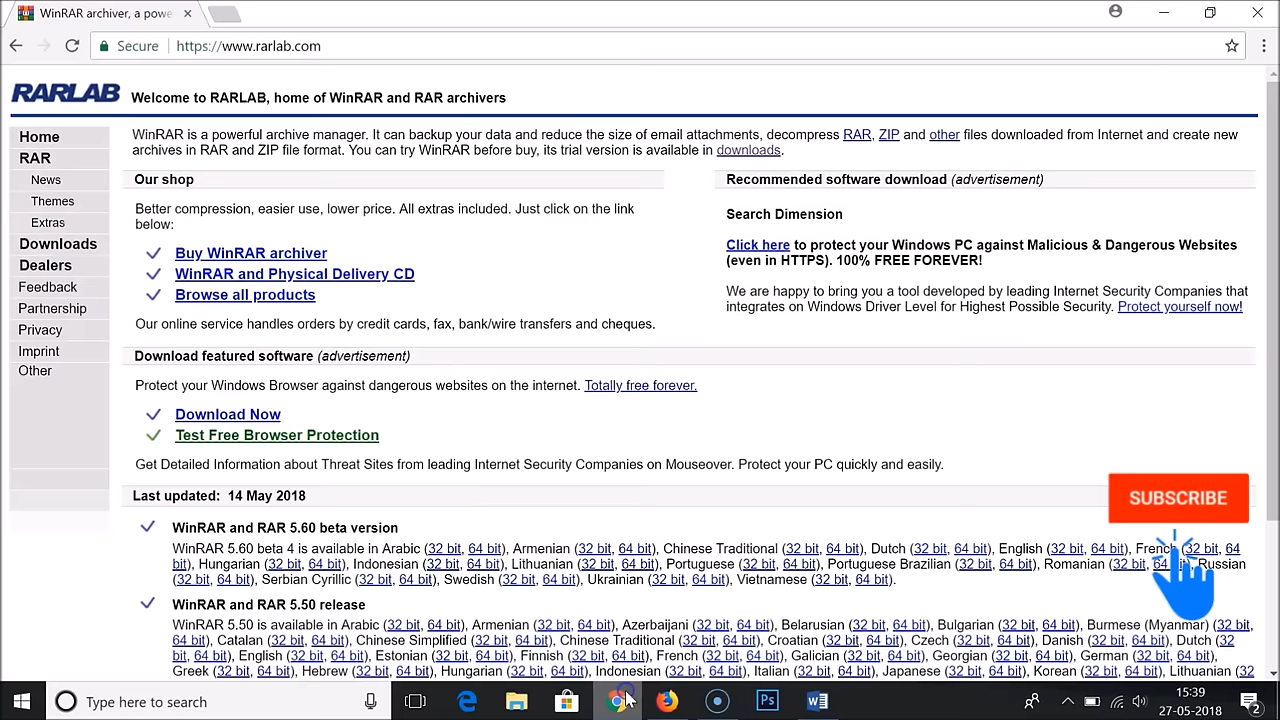 WinRAR archiver, a powe
Secure
https://www.rarlab.com
RARLAB Welcome to RARLAB, home of WinRAR and RAR archivers
Home
RAR
News
Themes
Extras
Downloads
Dealers
Feedback
Partnership
Privacy
Imprint
Other
WinRAR is a powerful archive manager. It can backup your data and reduce the size of email attachments, decompress RAR, ZIP and other files downloaded from Internet and create new
archives in RAR and ZIP file format. You can try WinRAR before buy, its trial version is available in downloads.
Our shop
Better compression, easier use, lower price. All extras included. Just click on the link
below:
Buy WinRAR archiver
WinRAR and Physical Delivery CD
Browse all products
Our online service handles orders by credit cards, fax, bank/wire transfers and cheques.
Recommended software download (advertisement)
Search Dimension
Click here to protect your Windows PC against Malicious & Dangerous Websites
(even in HTTPS). 100% FREE FOREVER!
We are happy to bring you a tool developed by leading Internet Security Companies that
integrates on Windows Driver Level for Highest Possible Security. Protect yourself now!
Download featured software (advertisement)
Protect your Windows Browser against dangerous websites on the internet. Totally free forever.
Download Now
Test Free Browser Protection
Get Detailed Information about Threat Sites from leading Internet Security Companies on Mouseover. Protect your PC quickly and easily.
Last updated: 14 May 2018
SUBSCRIBE
WinRAR and RAR 5.60 beta version
WinRAR 5.60 beta 4 is available in Arabic (32 bit, 64 bit), Armenian (32 bit, 64 bit), Chinese Traditional (32 bit, 64 bit), Dutch (32 bit, 64 bit), English (32 bit, 64 bit), French (32 bit, 64
bit), Hungarian (32 bit, 64 bit), Indonesian (32 bit, 64 bit), Lithuanian (32 bit, 64 bit), Portuguese (32 bit, 64 bit), Portuguese Brazilian (32 bit, 64 bit), Romanian (32 bit, 64 bit), Russian
(32 bit, 64 bit), Serbian Cyrillic (32 bit, 64 bit), Swedish (32 bit, 64 bit), Ukrainian (32 bit, 64 bit), Vietnamese (32 bit, 64 bit).
WinRAR and RAR 5.50 release
WinRAR 5.50 is available in Arabic (32 bit, 64 bit), Armenian (32 bit, 64 bit), Azerbaijani (32 bit, 64 bit), Belarusian (32 bit, 64 bit), Bulgarian (32 bit, 64 bit), Burmese (Myanmar) (32 bit,
64 bit), Catalan (32 bit, 64 bit), Chinese Simplified (32 bit, 64 bit), Chinese Traditional (32 bit, 64 bit), Croatian (32 bit, 64 bit), Czech (32 bit, 64 bit), Danish (32 bit, 64 bit), Dutch (32
bit, 64 bit), English (32 bit, 64 bit), Estonian (32 bit, 64 bit), Finnish (32 bit, 64 bit), French (32 bit, 64 bit), Galician (32 bit, 64 bit), Georgian (32 bit, 64 bit), German (32 bit, 64 bit),
Greek (32 bit, 64 bit), Hebrew (32 bit, 64 bit), Hungarian (32 bit, 64 bit), Indonesian (32 bit, 64 bit), Italian (32 bit, 64 bit), Japanese (32 bit, 64 bit), Korean (32 bit, 64 bit), Lithuanian (32
Type here to search
Ps
15:39
27-05-2018
2